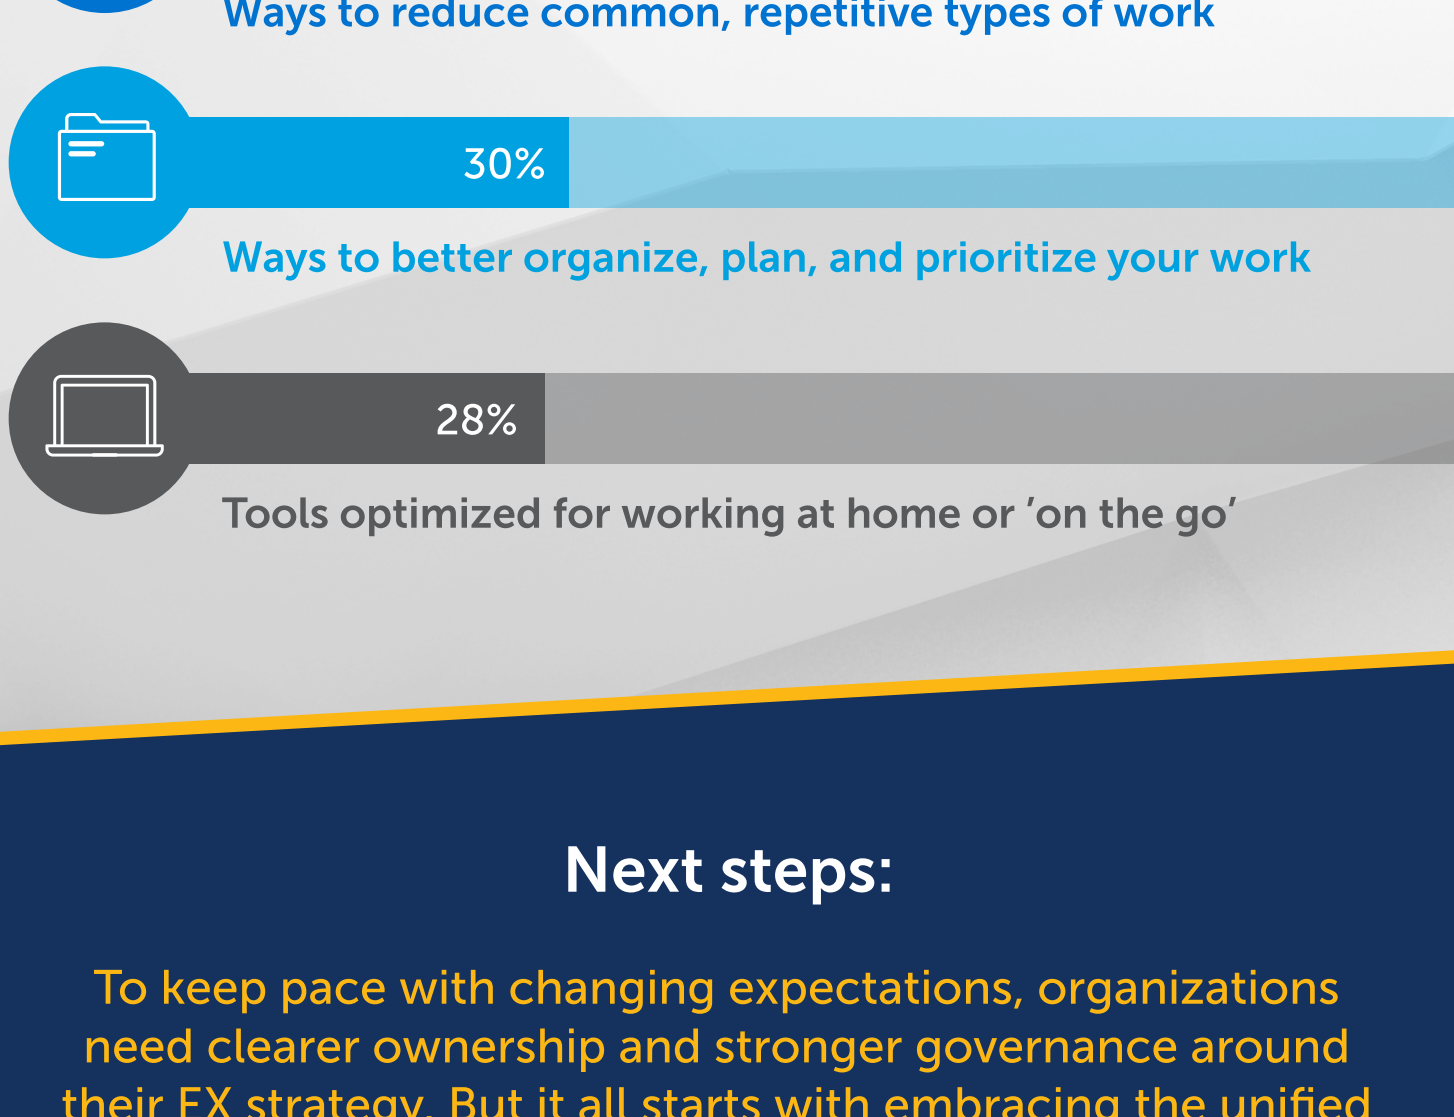 Ways to reduce common, repetitive types of work
30%
Ways to better organize, plan, and prioritize your work
28%
Tools optimized for working at home or ’on the go’
Next steps:
To keep pace with changing expectations, organizations
need clearer ownership and stronger governance around
their EX strategy. But it all starts with embracing the unified